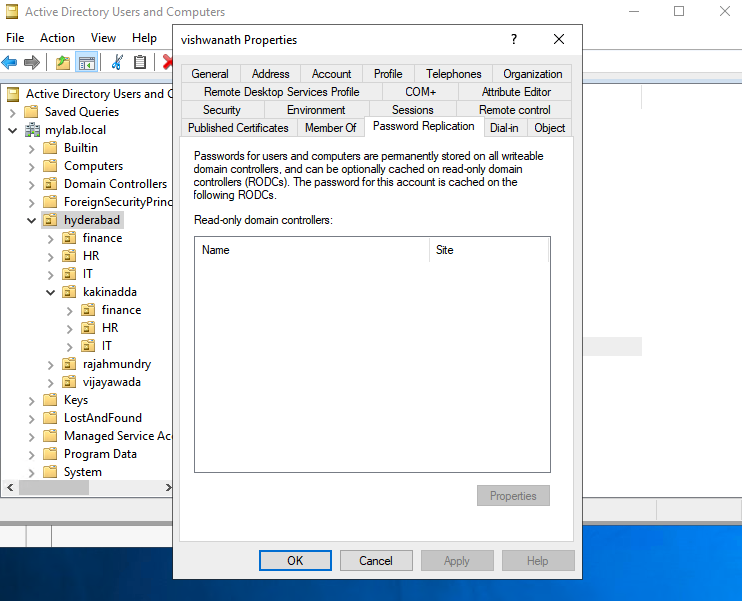 Active Directory Users and Computers
File Action View Help
Active Directory Users and C
Saved Queries
mylab.local
Builtin
Computers
Domain Controllers
ForeignSecurityPrinc
hyderabad
finance
HR
IT
kakinadda
finance
HR
IT
rajahmundry
vijayawada
Keys
LostAndFound
Managed Service Ac
Program Data
System
vishwanath Properties
?
General Address Account Profile Telephones Organization
Remote Desktop Services Profile COM+ Attribute Editor
Security Environment Sessions Remote control
Published Certificates Member Of Password Replication Dial-in Object
Passwords for users and computers are permanently stored on all writeable
domain controllers, and can be optionally cached on read-only domain
controllers (RODCs). The password for this account is cached on the
following RODCs.
Read-only domain controllers:
Name Site
Properties
OK Cancel Apply Help